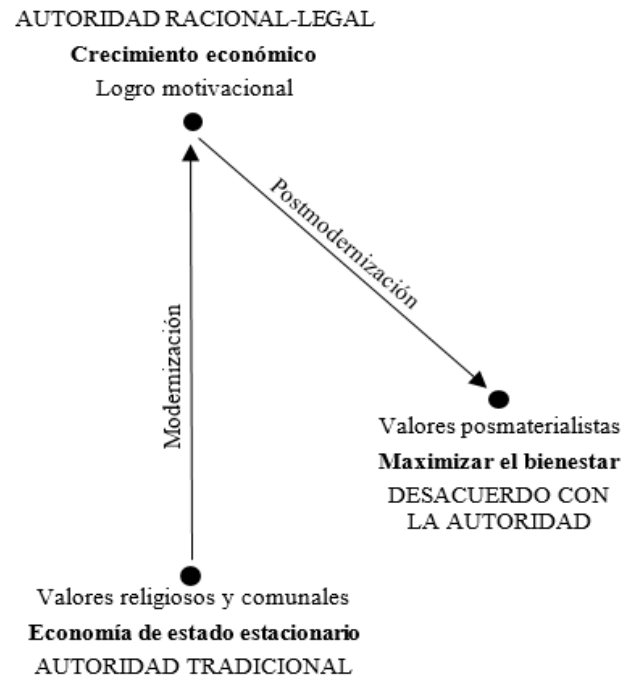 AUTORIDAD RACIONAL-LEGAL
Crecimiento económico
Logro motivacional
Postmodernización
Modernización
Valores posmaterialistas
Maximizar el bienestar
DESACUERDO CON
LA AUTORIDAD
Valores religiosos y comunales
Economía de estado estacionario
AUTORIDAD TRADICIONAL